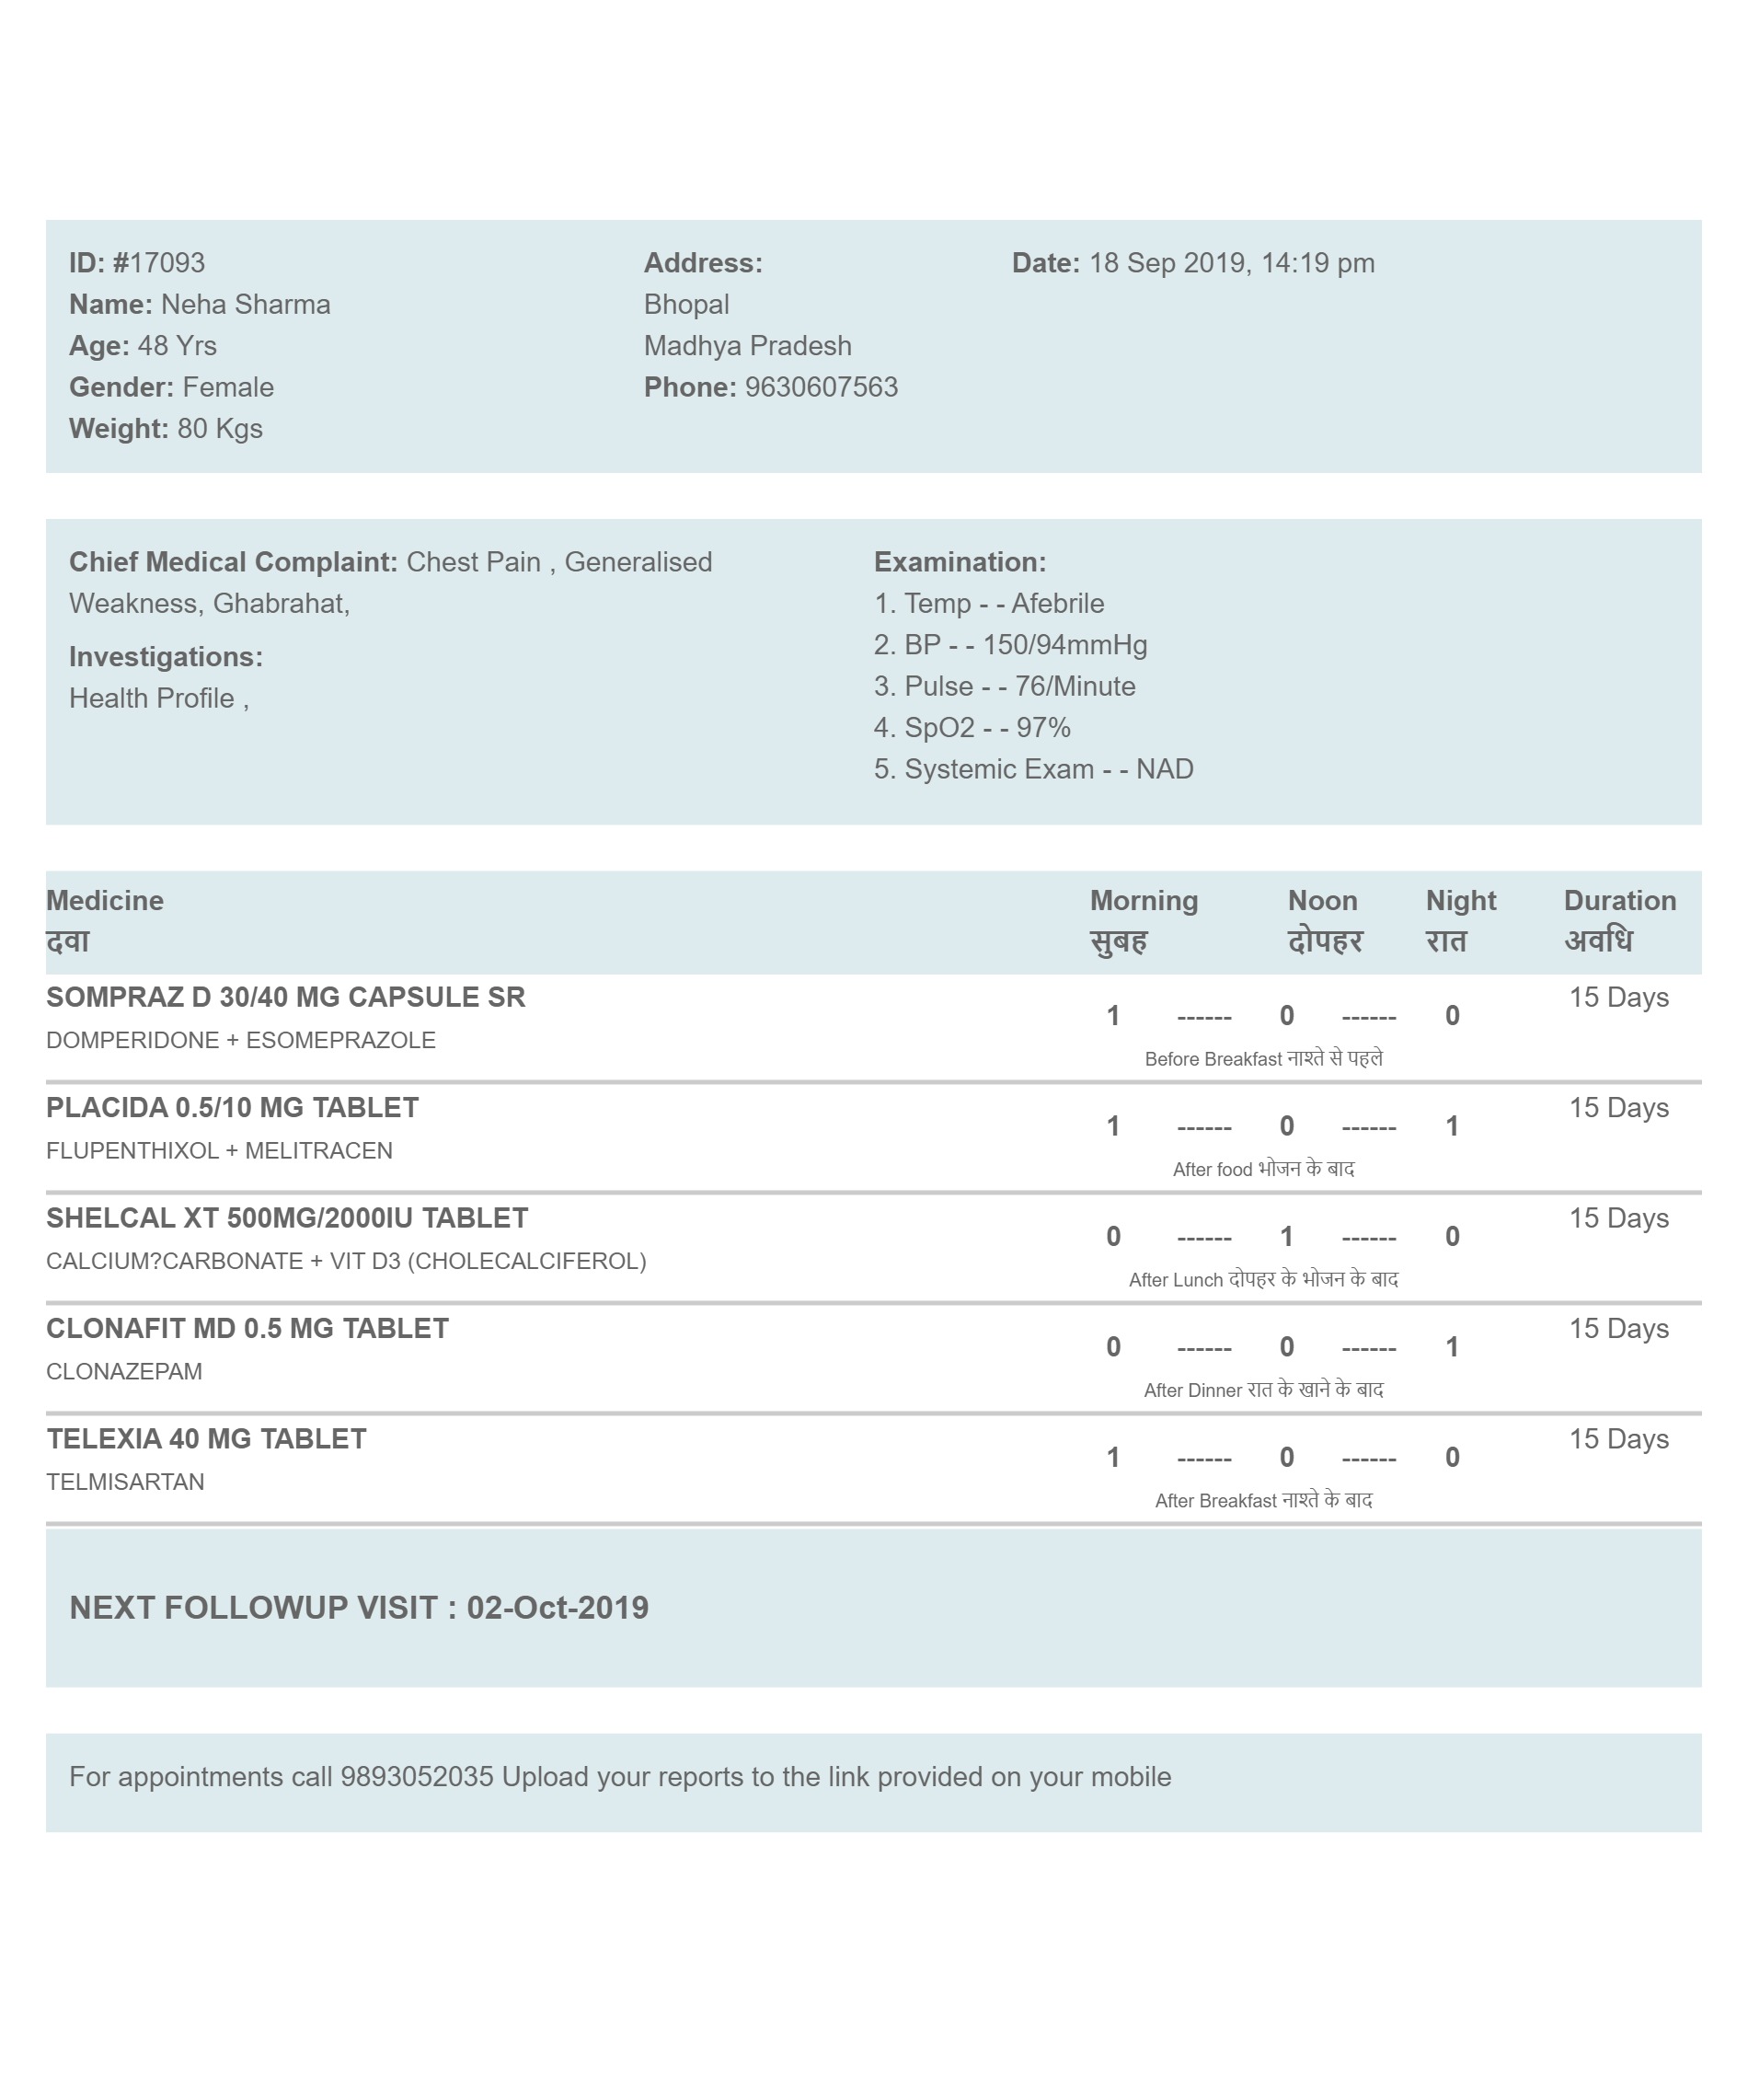 ID: #17093
Name: Neha Sharma
Age: 48 Yrs
Gender: Female
Weight: 80 Kgs
Address:
Bhopal
Madhya Pradesh
Phone: 9630607563
Date: 18 Sep 2019, 14:19 pm
Chief Medical Complaint: Chest Pain , Generalised
Weakness, Ghabrahat,
Investigations:
Health Profile ,
Examination:
1. Temp - - Afebrile
2. BP - - 150/94mmHg
3. Pulse - - 76/Minute
4. SpO2 - - 97%
5. Systemic Exam - - NAD
Medicine Morning Noon Night Duration
दवा सुबह दोपहर रात अवधि
SOMPRAZ D 30/40 MG CAPSULE SR 15 Days
1 ------ 0 ------ 0
DOMPERIDONE + ESOMEPRAZOLE
Before Breakfast नाश्ते से पहले
PLACIDA 0.5/10 MG TABLET 15 Days
1 ------ 0 ------ 1
FLUPENTHIXOL + MELITRACEN
After food भोजन के बाद
SHELCAL XT 500MG/2000IU TABLET 15 Days
0 ------ 1 ------ 0
CALCIUM?CARBONATE + VIT D3 (CHOLECALCIFEROL)
After Lunch दोपहर के भोजन के बाद
CLONAFIT MD 0.5 MG TABLET 15 Days
0 ------ 0 ------ 1
CLONAZEPAM
After Dinner रात के खाने के बाद
TELEXIA 40 MG TABLET 15 Days
1 ------ 0 ------ 0
TELMISARTAN
After Breakfast नाश्ते के बाद
NEXT FOLLOWUP VISIT : 02-Oct-2019
For appointments call 9893052035 Upload your reports to the link provided on your mobile